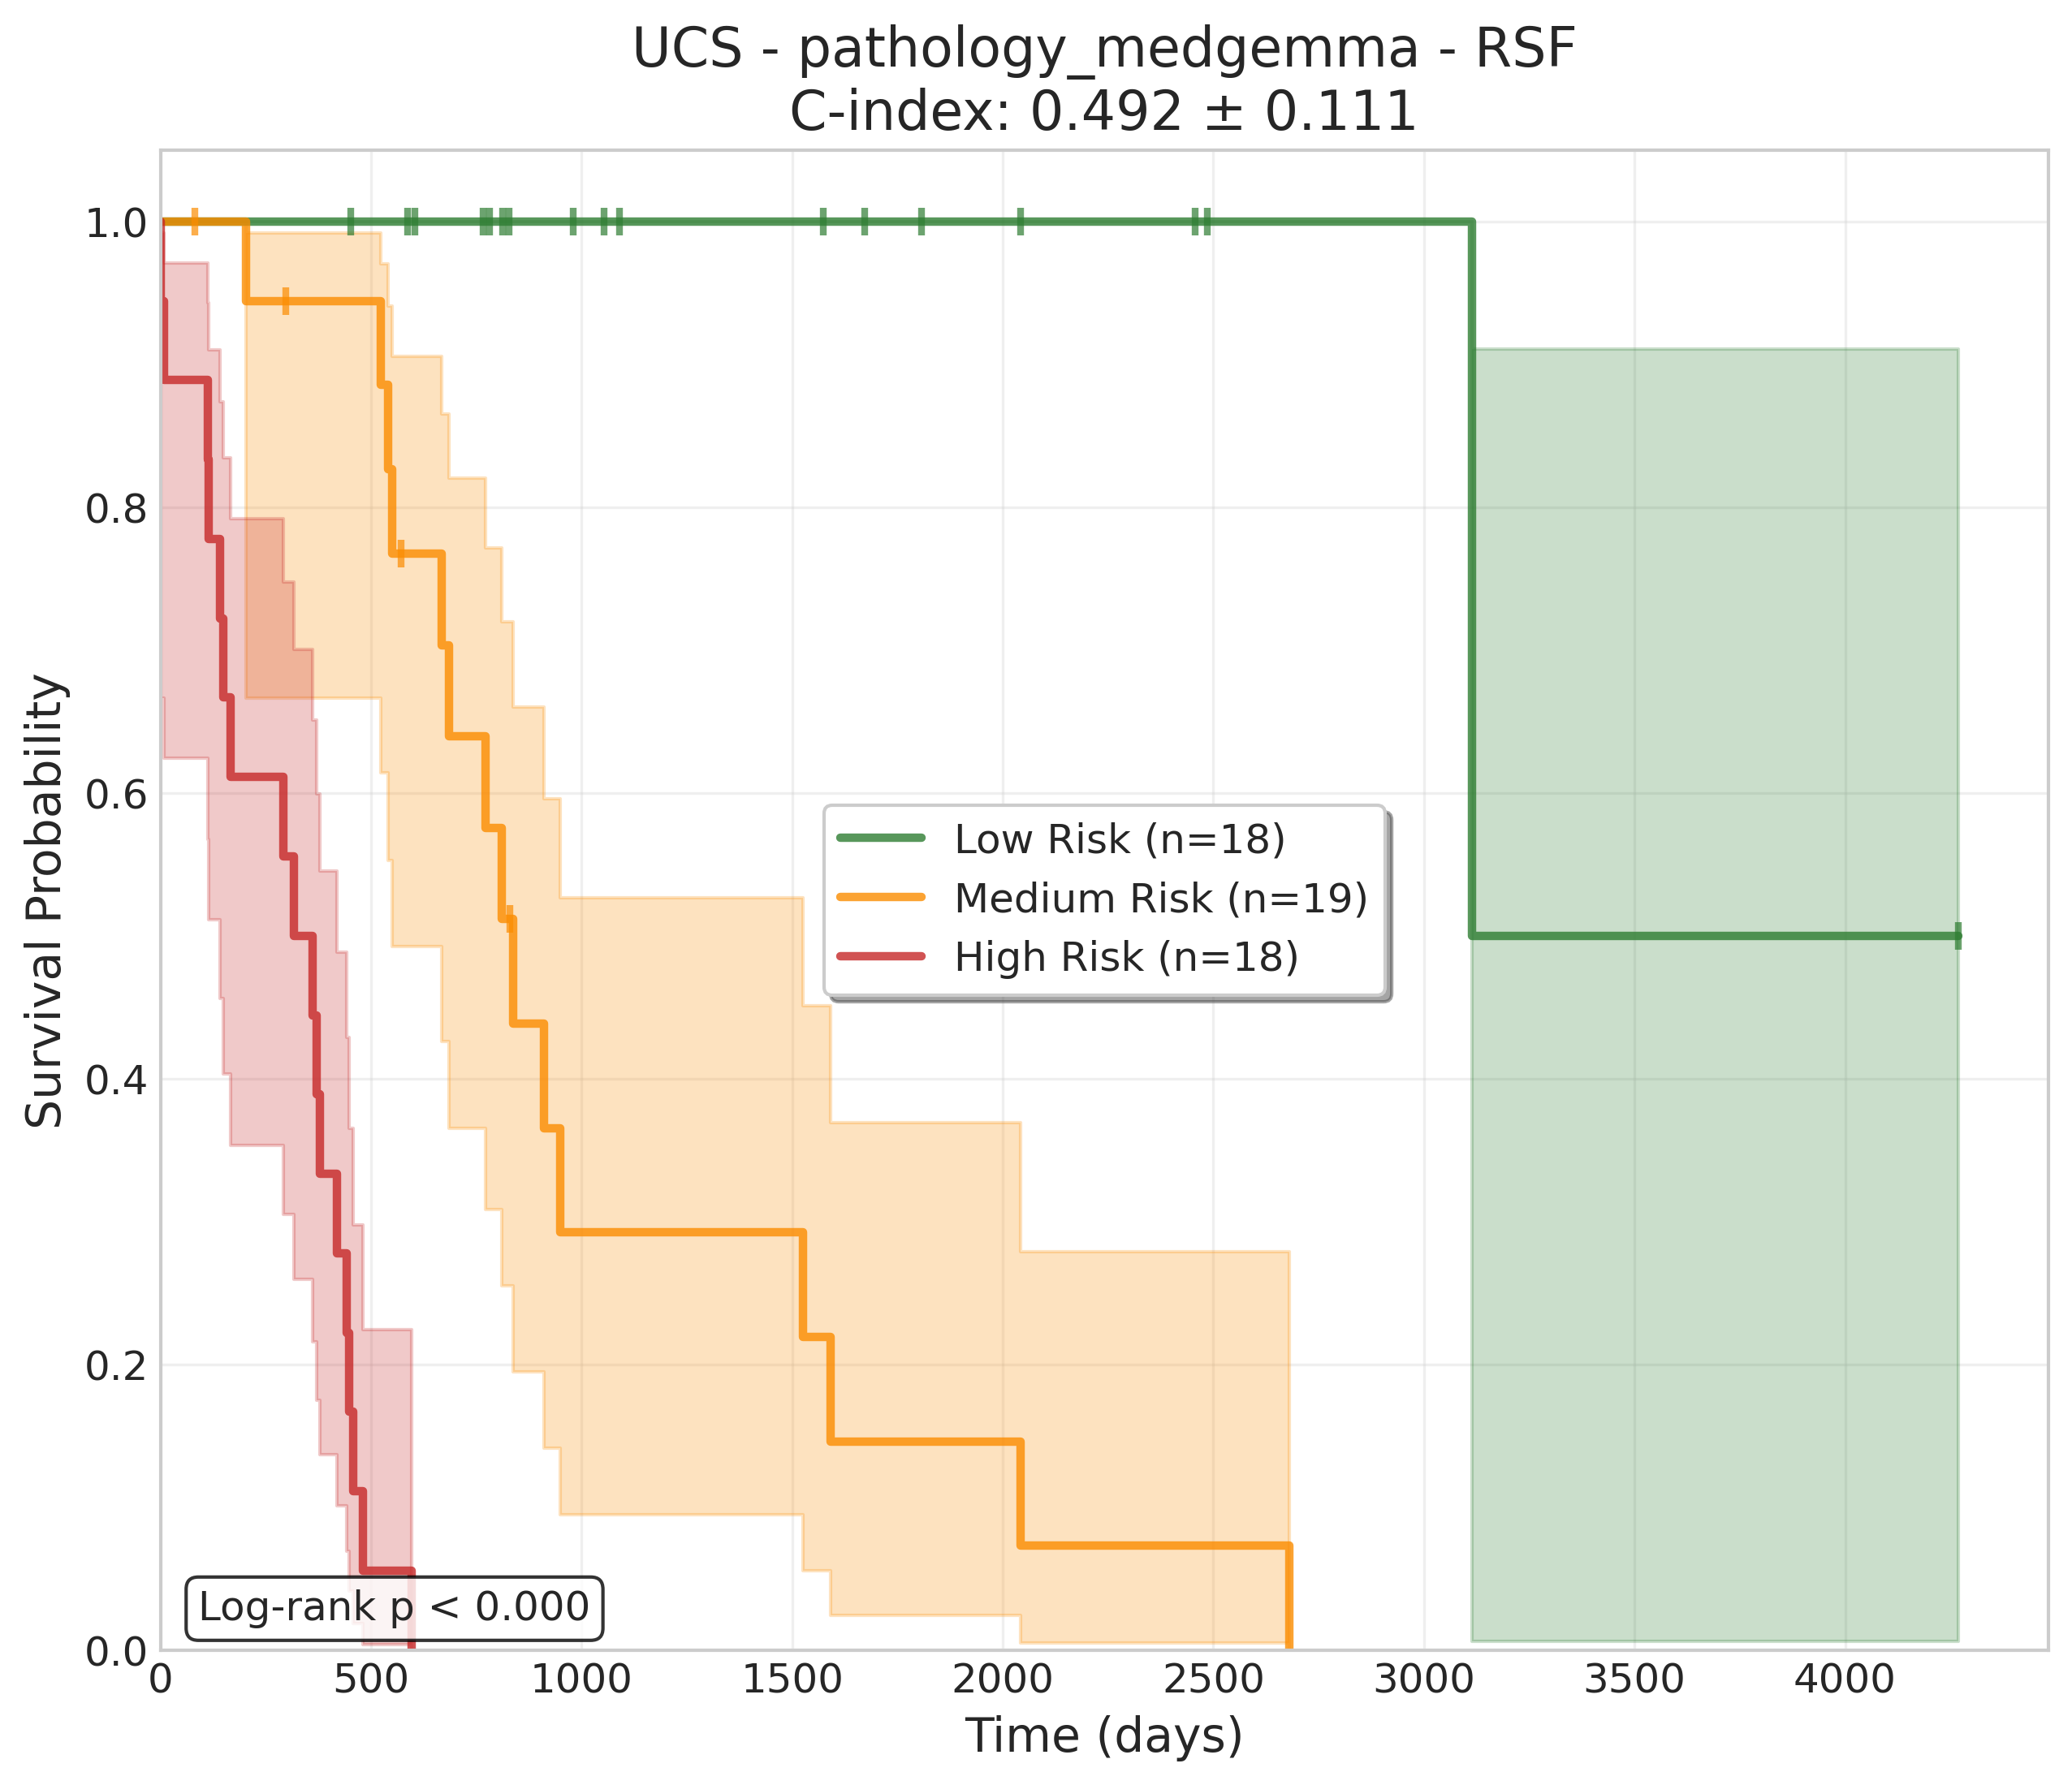 UCS - pathology_medgemma - RSF
C-index: 0.492 ± 0.111
Survival Probability
1.0
0.8
0.6
0.4
0.2
0.0
Low Risk (n=18)
Medium Risk (n=19)
High Risk (n=18)
Log-rank p < 0.000
0 500 1000 1500 2000 2500 3000 3500 4000
Time (days)